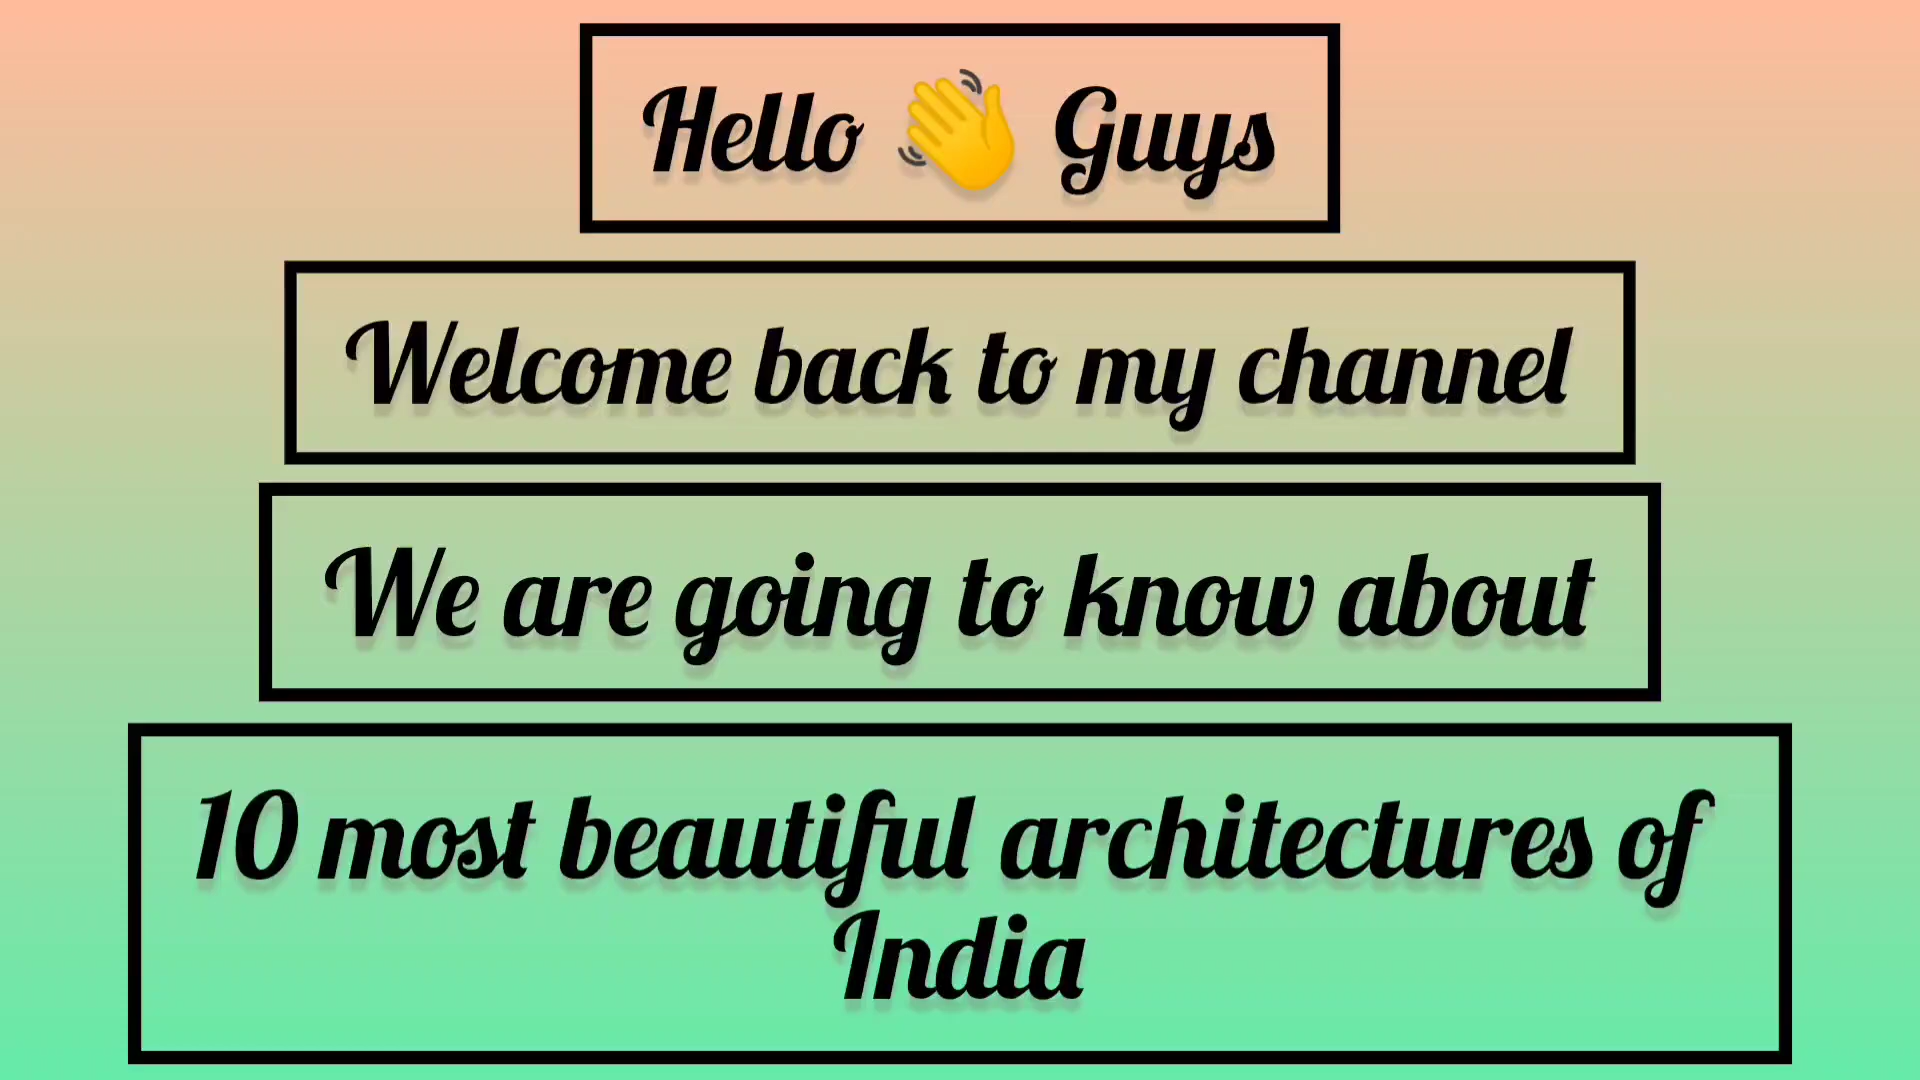 Hello 👋 Guys
Welcome back to my channel
We are going to know about
10 most beautiful architectures of
India